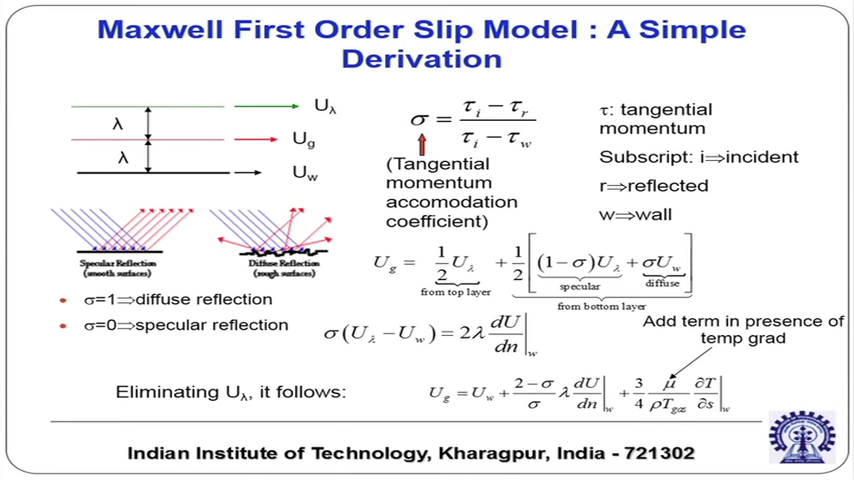 Maxwell First Order Slip Model : A Simple
Derivation
λ
λ
U_λ
U_g
U_w
σ = (τ_i − τ_r) / (τ_i − τ_w)
(Tangential
momentum
accomodation
coefficient)
τ: tangential
momentum
Subscript: i⇒incident
r⇒reflected
w⇒wall
Specular Reflection
(smooth surfaces)
Diffuse Reflection
(rough surfaces)
U_g = 1/2 U_λ + 1/2 [(1 − σ)U_λ + σU_w]
from top layer
specular
diffuse
from bottom layer
• σ=1⇒diffuse reflection
• σ=0⇒specular reflection
σ(U_λ − U_w) = 2λ dU/dn |_w
Add term in presence of
temp grad
Eliminating U_λ, it follows:
U_g = U_w + (2 − σ)/σ λ dU/dn |_w + 3/4 μ/(ρT_gas) ∂T/∂s |_w
Indian Institute of Technology, Kharagpur, India - 721302